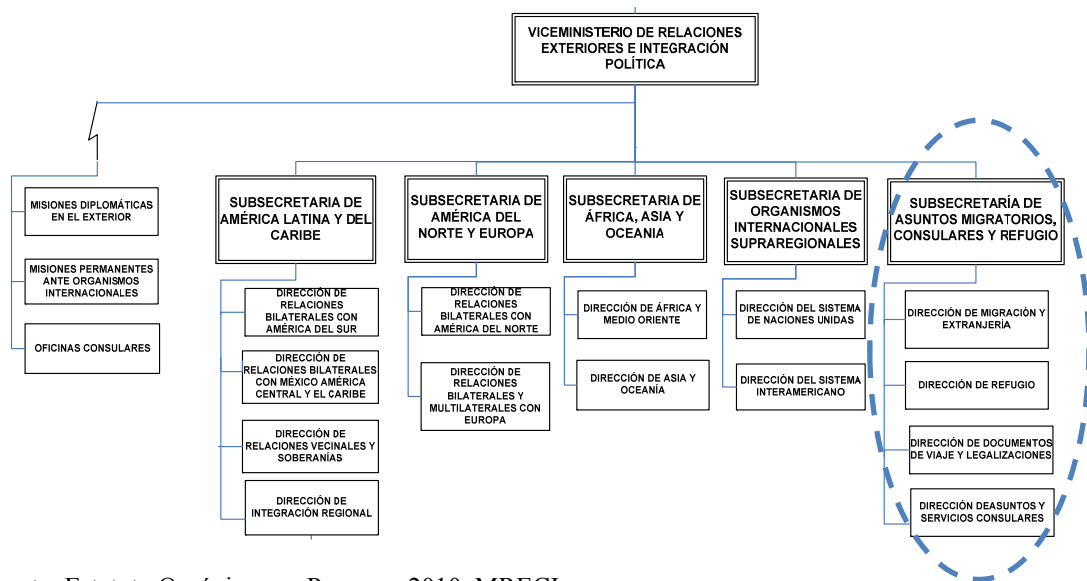 VICEMINISTERIO DE RELACIONES
EXTERIORES E INTEGRACIÓN
POLÍTICA
MISIONES DIPLOMÁTICAS
EN EL EXTERIOR
MISIONES PERMANENTES
ANTE ORGANISMOS
INTERNACIONALES
OFICINAS CONSULARES
SUBSECRETARIA DE
AMÉRICA LATINA Y DEL
CARIBE
DIRECCIÓN DE
RELACIONES
BILATERALES CON
AMÉRICA DEL SUR
DIRECCIÓN DE
RELACIONES BILATERALES
CON MÉXICO AMÉRICA
CENTRAL Y EL CARIBE
DIRECCIÓN DE
RELACIONES VECINALES Y
SOBERANÍAS
DIRECCIÓN DE
INTEGRACIÓN REGIONAL
SUBSECRETARIA DE
AMÉRICA DEL
NORTE Y EUROPA
DIRECCIÓN DE
RELACIONES
BILATERALES CON
AMÉRICA DEL NORTE
DIRECCIÓN DE
RELACIONES
BILATERALES Y
MULTILATERALES CON
EUROPA
SUBSECRETARIA DE
ÁFRICA, ASIA Y
OCEANIA
DIRECCIÓN DE ÁFRICA Y
MEDIO ORIENTE
DIRECCIÓN DE ASIA Y
OCEANÍA
SUBSECRETARIA DE
ORGANISMOS
INTERNACIONALES
SUPRAREGIONALES
DIRECCIÓN DEL SISTEMA
DE NACIONES UNIDAS
DIRECCIÓN DEL SISTEMA
INTERAMERICANO
SUBSECRETARÍA DE
ASUNTOS MIGRATORIOS,
CONSULARES Y REFUGIO
DIRECCIÓN DE MIGRACIÓN Y
EXTRANJERÍA
DIRECCIÓN DE REFUGIO
DIRECCIÓN DE DOCUMENTOS
DE VIAJE Y LEGALIZACIONES
DIRECCIÓN DEASUNTOS Y
SERVICIOS CONSULARES